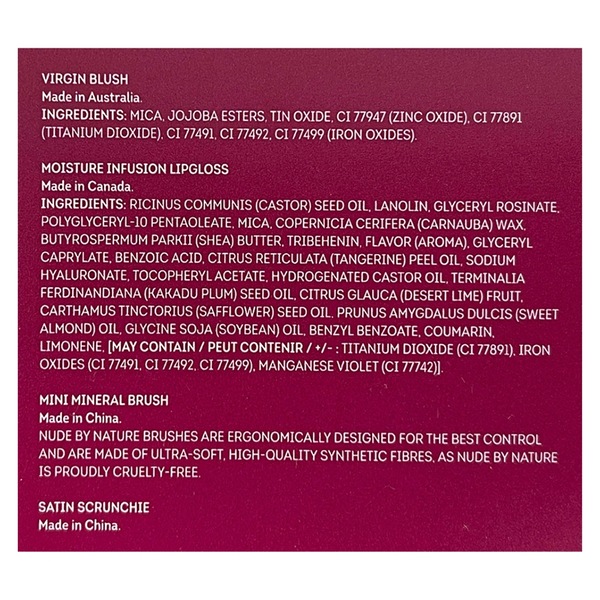 VIRGIN BLUSH
Made in Australia.
INGREDIENTS: MICA, JOJOBA ESTERS, TIN OXIDE, CI 77947 (ZINC OXIDE), CI 77891
(TITANIUM DIOXIDE), CI 77491, CI 77492, CI 77499 (IRON OXIDES).
MOISTURE INFUSION LIPGLOSS
Made in Canada.
INGREDIENTS: RICINUS COMMUNIS (CASTOR) SEED OIL, LANOLIN, GLYCERYL ROSINATE,
POLYGLYCERYL-10 PENTAOLEATE, MICA, COPERNICIA CERIFERA (CARNAUBA) WAX,
BUTYROSPERMUM PARKII (SHEA) BUTTER, TRIBEHENIN, FLAVOR (AROMA), GLYCERYL
CAPRYLATE, BENZOIC ACID, CITRUS RETICULATA (TANGERINE) PEEL OIL, SODIUM
HYALURONATE, TOCOPHERYL ACETATE, HYDROGENATED CASTOR OIL, TERMINALIA
FERDINANDIANA (KAKADU PLUM) SEED OIL, CITRUS GLAUCA (DESERT LIME) FRUIT,
CARTHAMUS TINCTORIUS (SAFFLOWER) SEED OIL, PRUNUS AMYGDALUS DULCIS (SWEET
ALMOND) OIL, GLYCINE SOJA (SOYBEAN) OIL, BENZYL BENZOATE, COUMARIN,
LIMONENE, [MAY CONTAIN / PEUT CONTENIR / +/- : TITANIUM DIOXIDE (CI 77891), IRON
OXIDES (CI 77491, CI 77492, CI 77499), MANGANESE VIOLET (CI 77742)].
MINI MINERAL BRUSH
Made in China.
NUDE BY NATURE BRUSHES ARE ERGONOMICALLY DESIGNED FOR THE BEST CONTROL
AND ARE MADE OF ULTRA-SOFT, HIGH-QUALITY SYNTHETIC FIBRES, AS NUDE BY NATURE
IS PROUDLY CRUELTY-FREE.
SATIN SCRUNCHIE
Made in China.